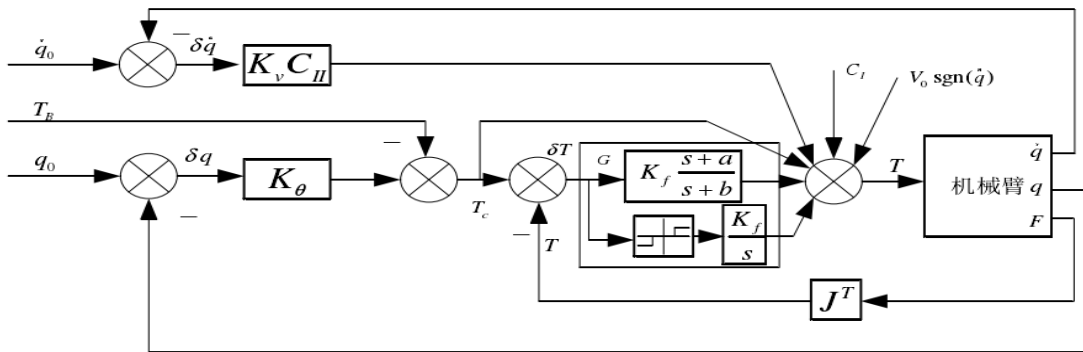 q̇₀
− δq̇
K_v C_II
C_I
V₀ sgn(q̇)
T_B
−
q₀
δq
K_θ
−
T_c
δT
G
K_f (s + a)/(s + b)
T
机械臂
q̇
q
F
−
− T
K_f/s
J^T